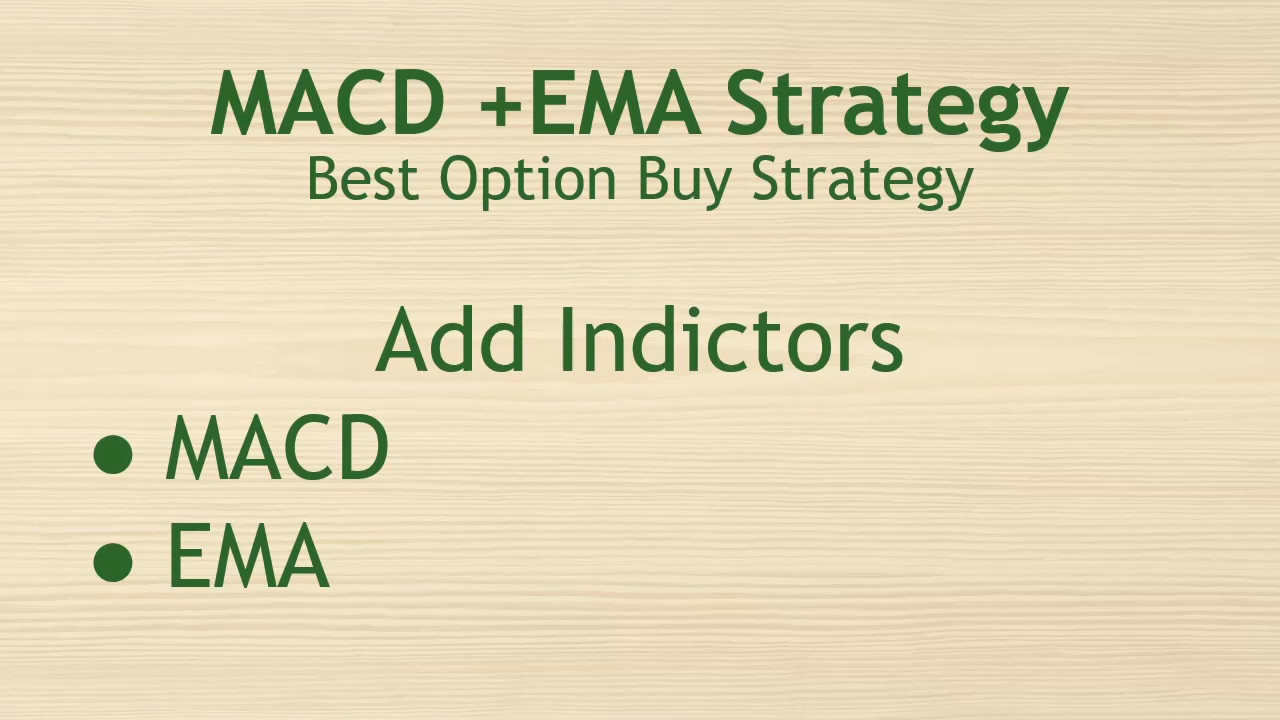 MACD +EMA Strategy
Best Option Buy Strategy
Add Indictors
● MACD
● EMA